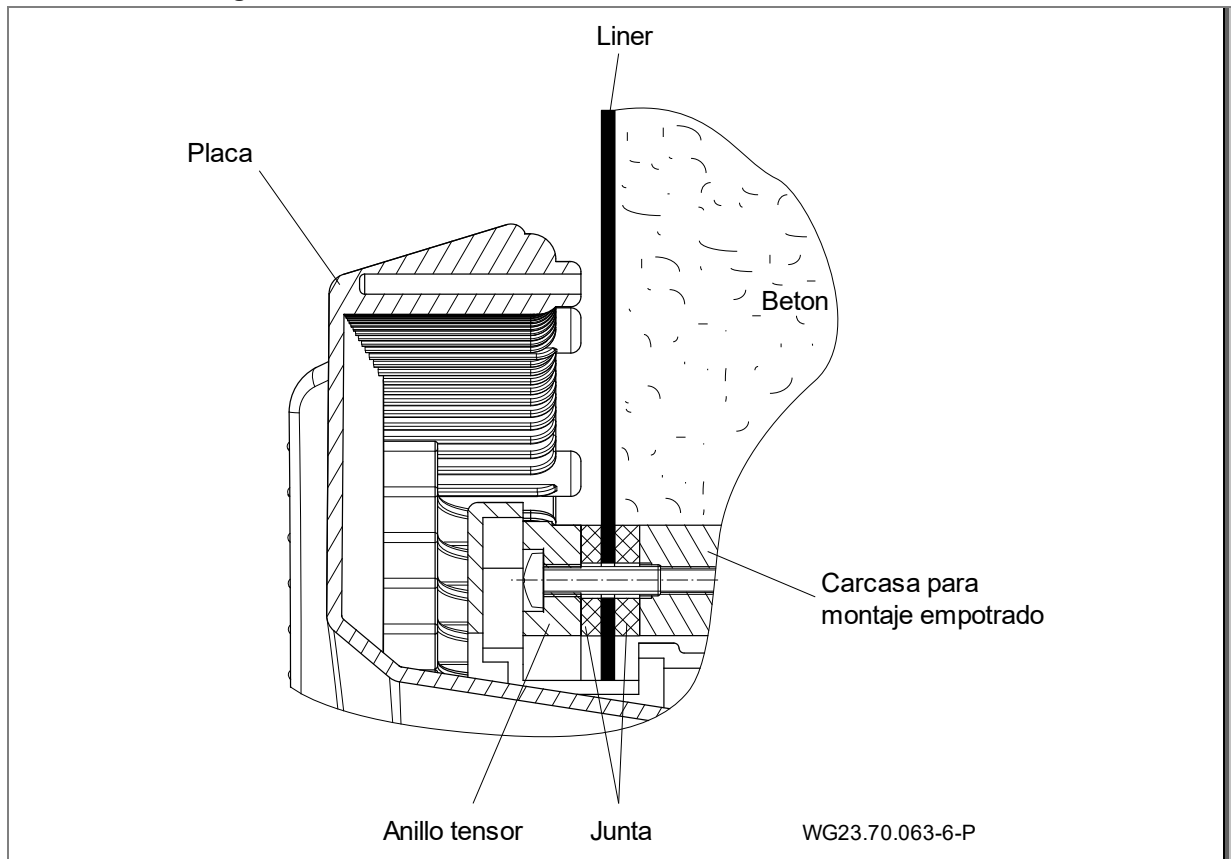 Liner
Placa
Beton
Carcasa para
montaje empotrado
Anillo tensor
Junta
WG23.70.063-6-P